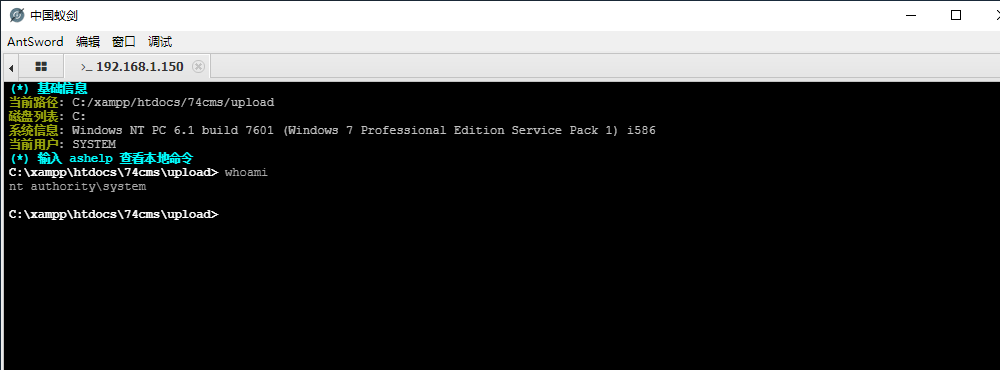 中国蚁剑
AntSword 编辑 窗口 调试
>_ 192.168.1.150
(*) 基础信息
当前路径: C:/xampp/htdocs/74cms/upload
磁盘列表: C:
系统信息: Windows NT PC 6.1 build 7601 (Windows 7 Professional Edition Service Pack 1) i586
当前用户: SYSTEM
(*) 输入 ashelp 查看本地命令
C:\xampp\htdocs\74cms\upload> whoami
nt authority\system
C:\xampp\htdocs\74cms\upload>